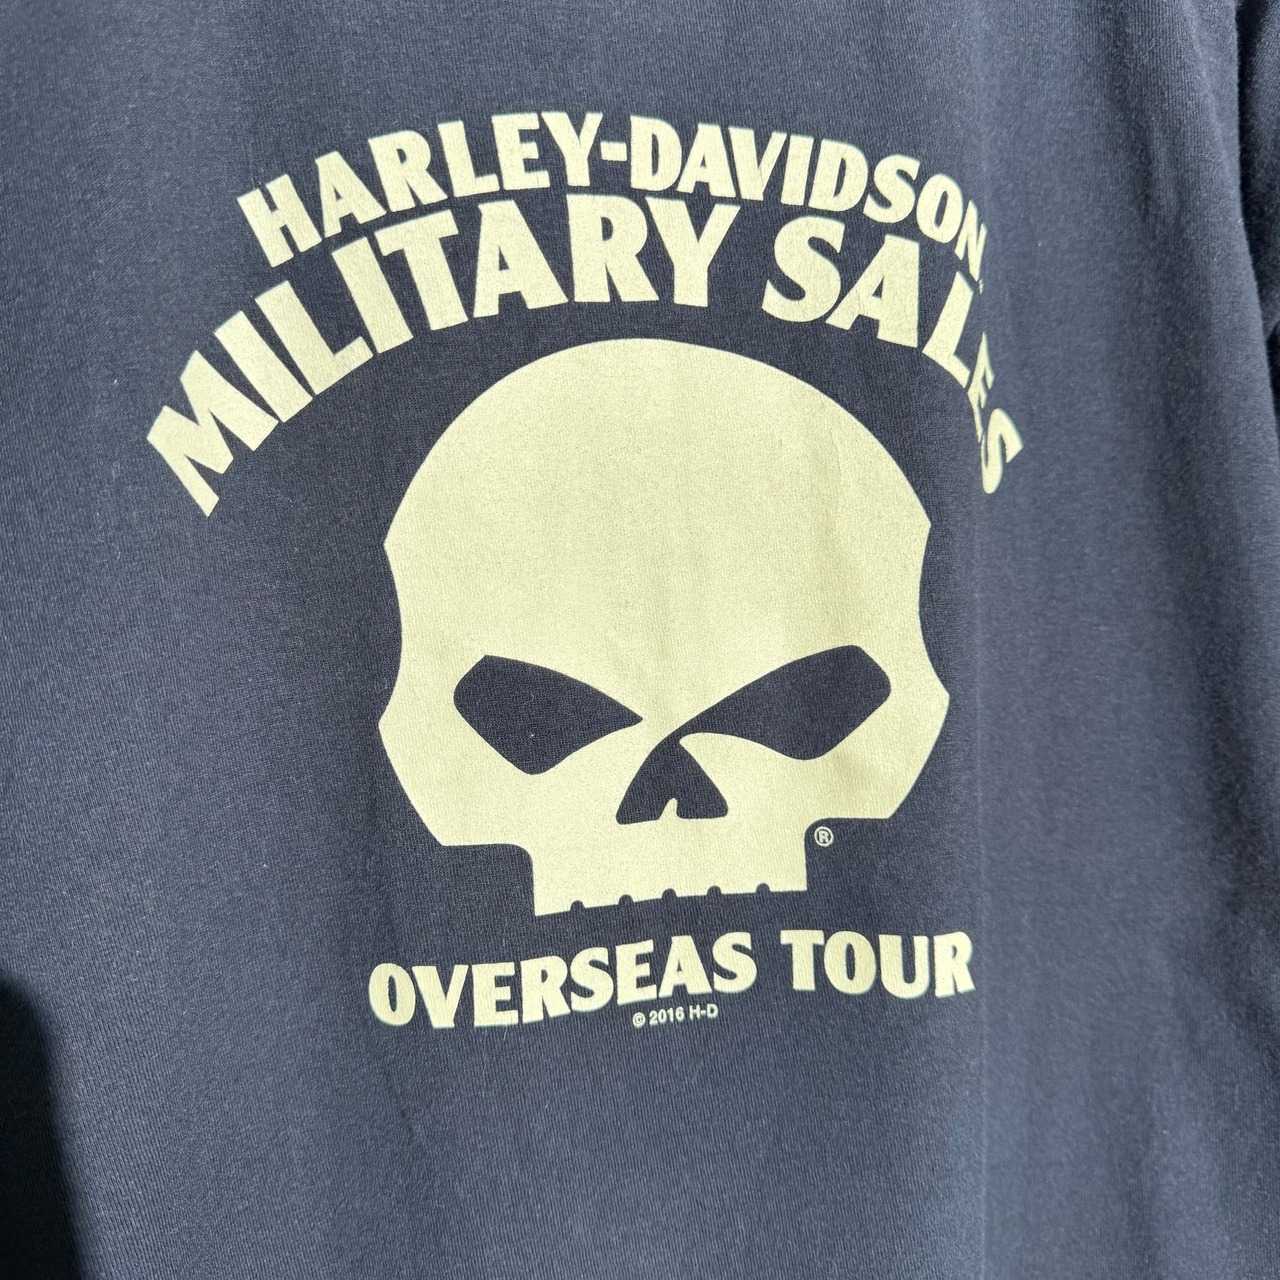 HARLEY-DAVIDSON
MILITARY SALES
®
OVERSEAS TOUR
© 2016 H-D